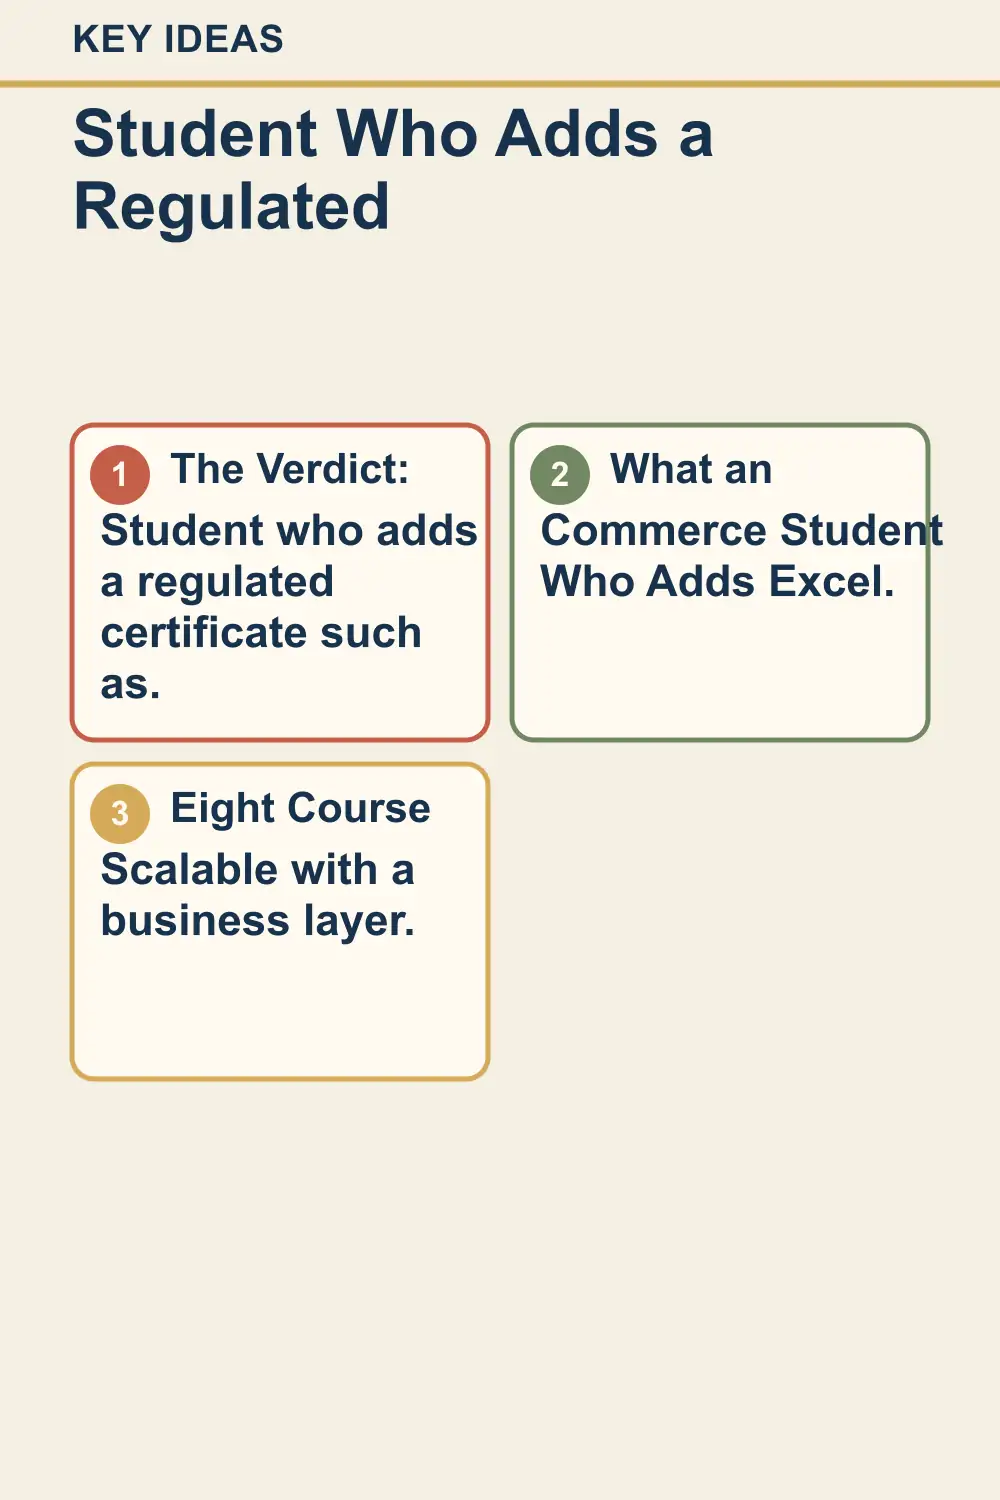 KEY IDEAS
Student Who Adds a
Regulated
1 The Verdict:
Student who adds
a regulated
certificate such
as.
2 What an
Commerce Student
Who Adds Excel.
3 Eight Course
Scalable with a
business layer.